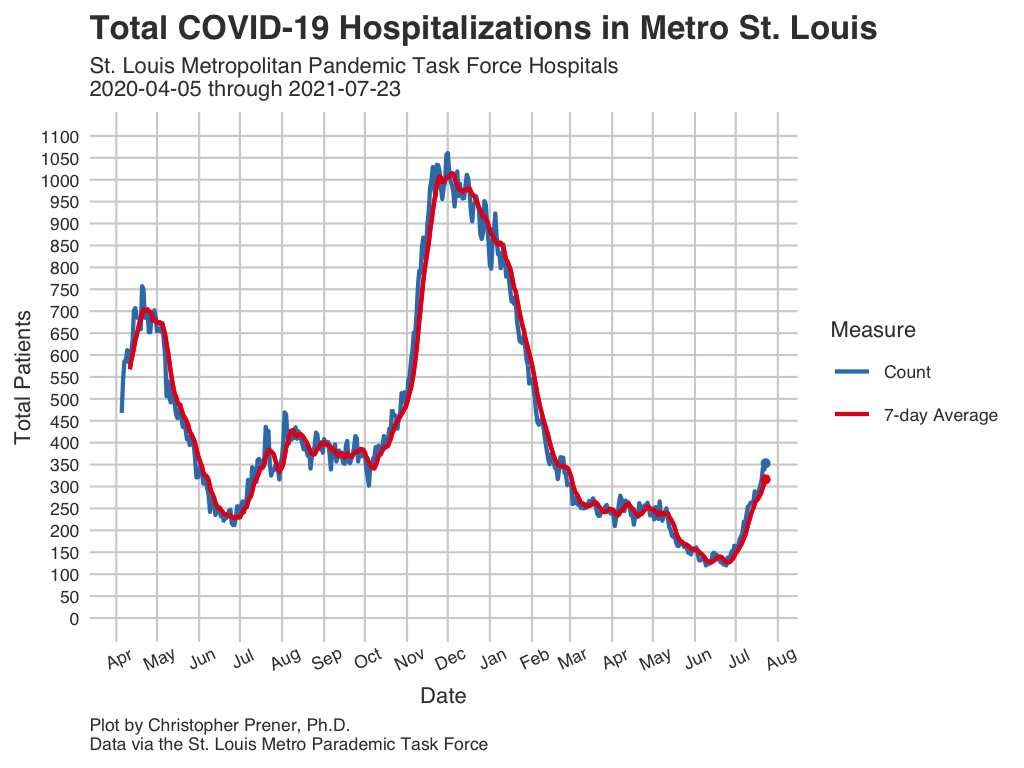 Total COVID-19 Hospitalizations in Metro St. Louis
St. Louis Metropolitan Pandemic Task Force Hospitals
2020-04-05 through 2021-07-23
Total Patients
1100
1050
1000
950
900
850
800
750
700
650
600
550
500
450
400
350
300
250
200
150
100
50
0
Apr May Jun Jul Aug Sep Oct Nov Dec Jan Feb Mar Apr May Jun Jul Aug
Date
Measure
Count
7-day Average
Plot by Christopher Prener, Ph.D.
Data via the St. Louis Metro Parademic Task Force